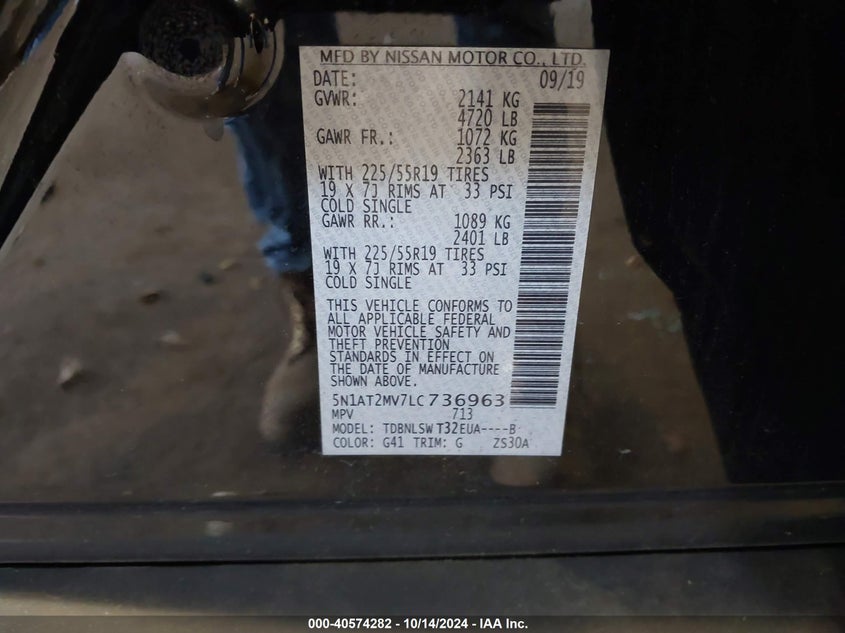 MFD BY NISSAN MOTOR CO., LTD.
DATE: 09/19
GVWR: 2141 KG
4720 LB
GAWR FR.: 1072 KG
2363 LB
WITH 225/55R19 TIRES
19 X 7J RIMS AT 33 PSI
COLD SINGLE
GAWR RR.: 1089 KG
2401 LB
WITH 225/55R19 TIRES
19 X 7J RIMS AT 33 PSI
COLD SINGLE
THIS VEHICLE CONFORMS TO
ALL APPLICABLE FEDERAL
MOTOR VEHICLE SAFETY AND
THEFT PREVENTION
STANDARDS IN EFFECT ON
THE DATE OF MANUFACTURE
SHOWN ABOVE.
5N1AT2MV7LC736963
MPV 713
MODEL: TDBNLSW T32EUA----B
COLOR: G41 TRIM: G ZS30A
000-40574282 - 10/14/2024 - IAA Inc.